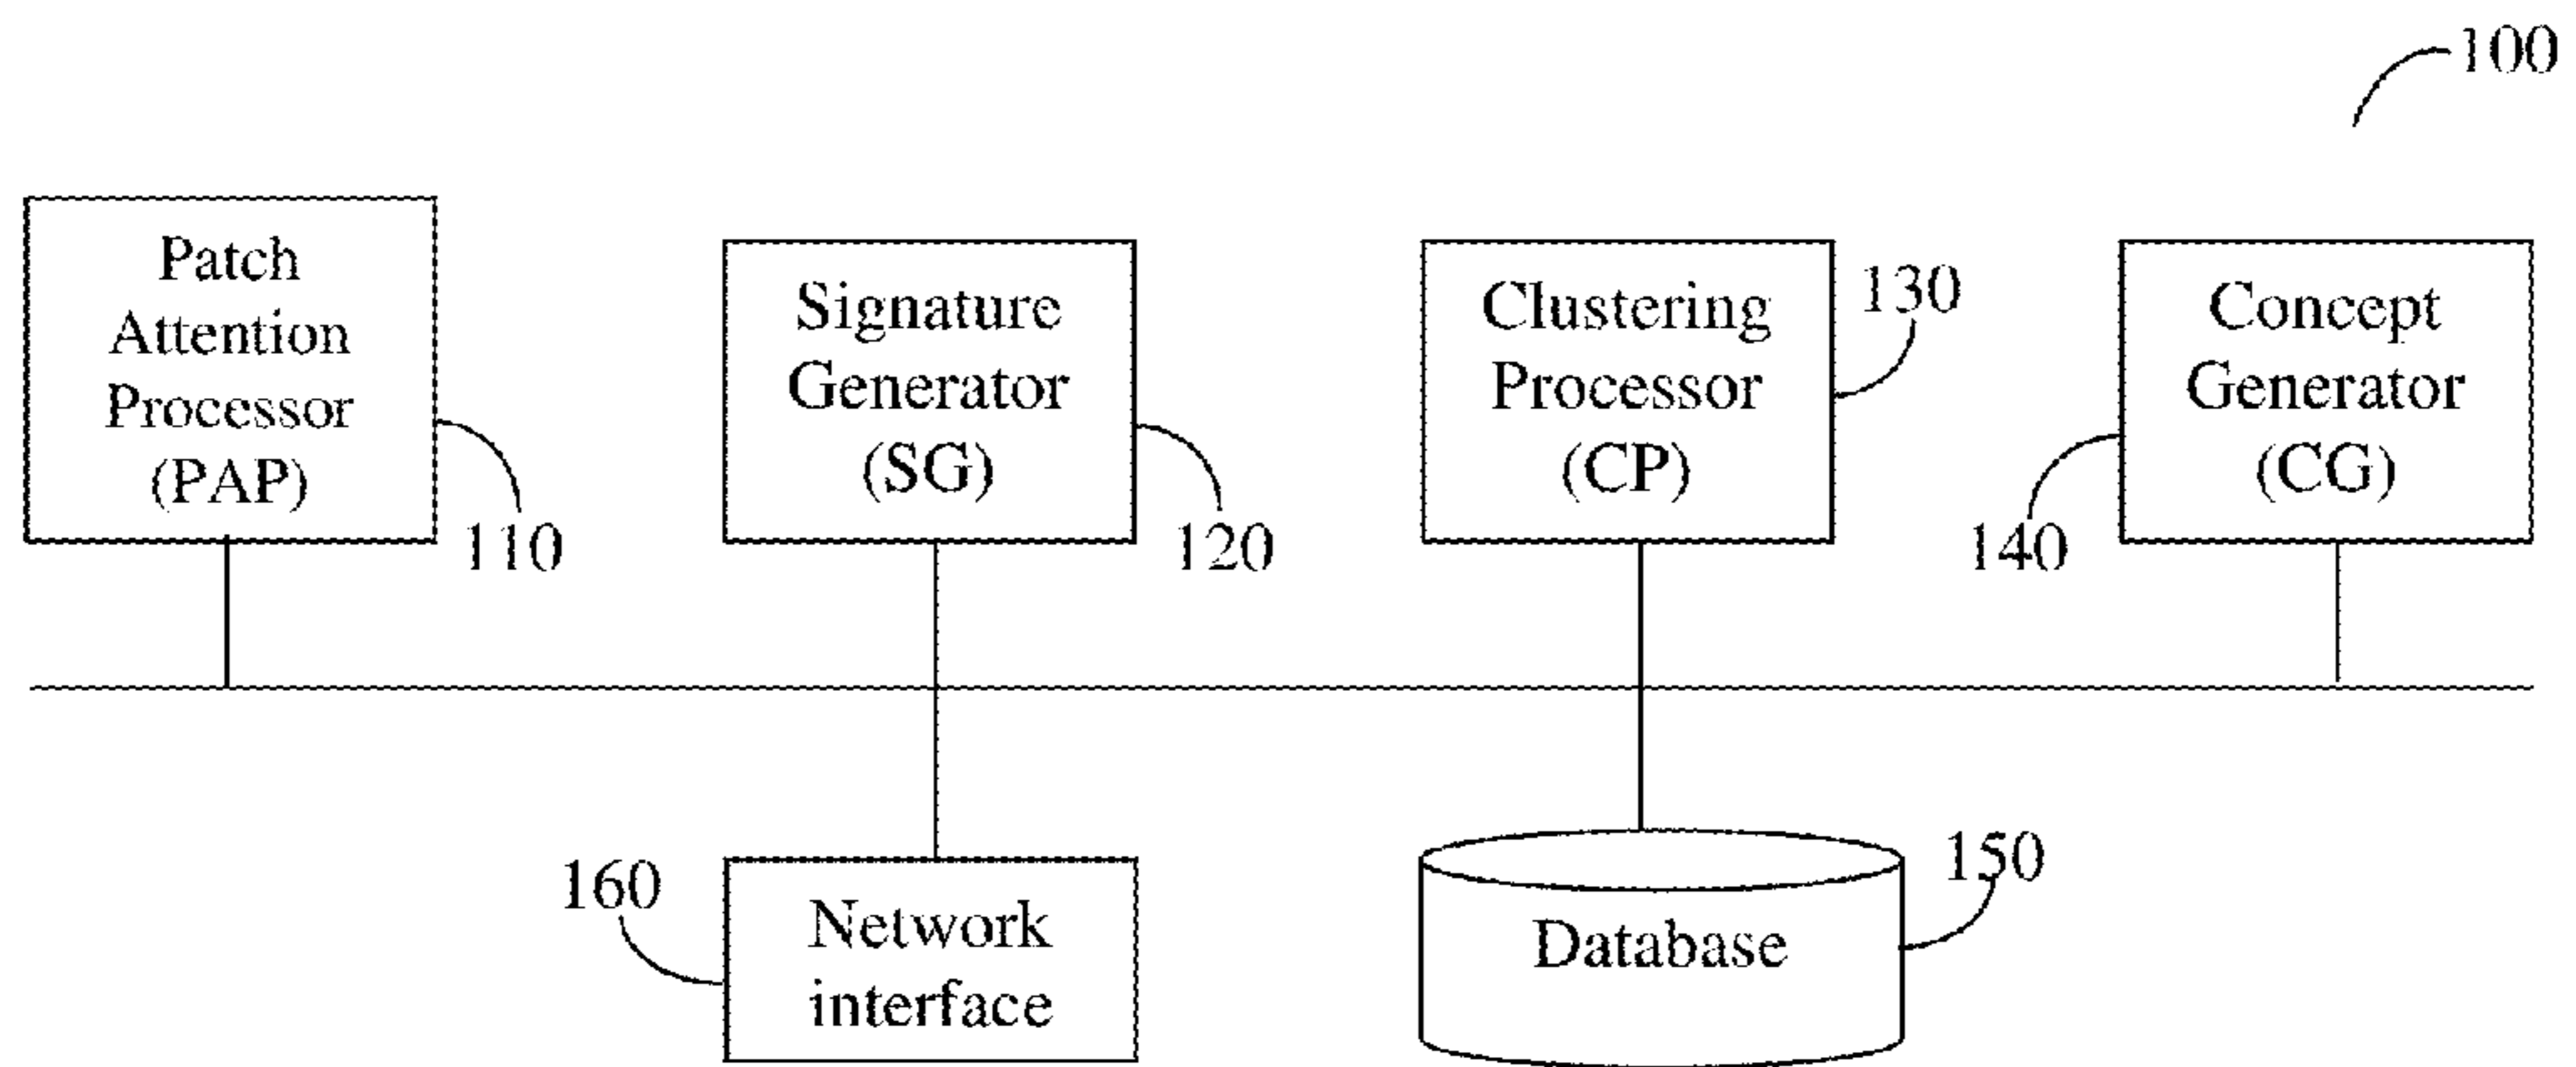 100
Patch
Attention
Processor
(PAP)
110
Signature
Generator
(SG)
120
Clustering
Processor
(CP)
130
Concept
Generator
(CG)
140
160
Network
interface
Database
150